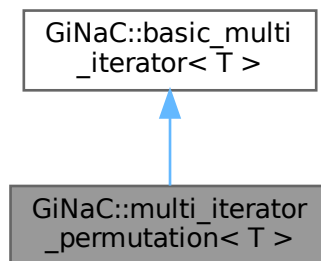 GiNaC::basic_multi
_iterator< T >
GiNaC::multi_iterator
_permutation< T >